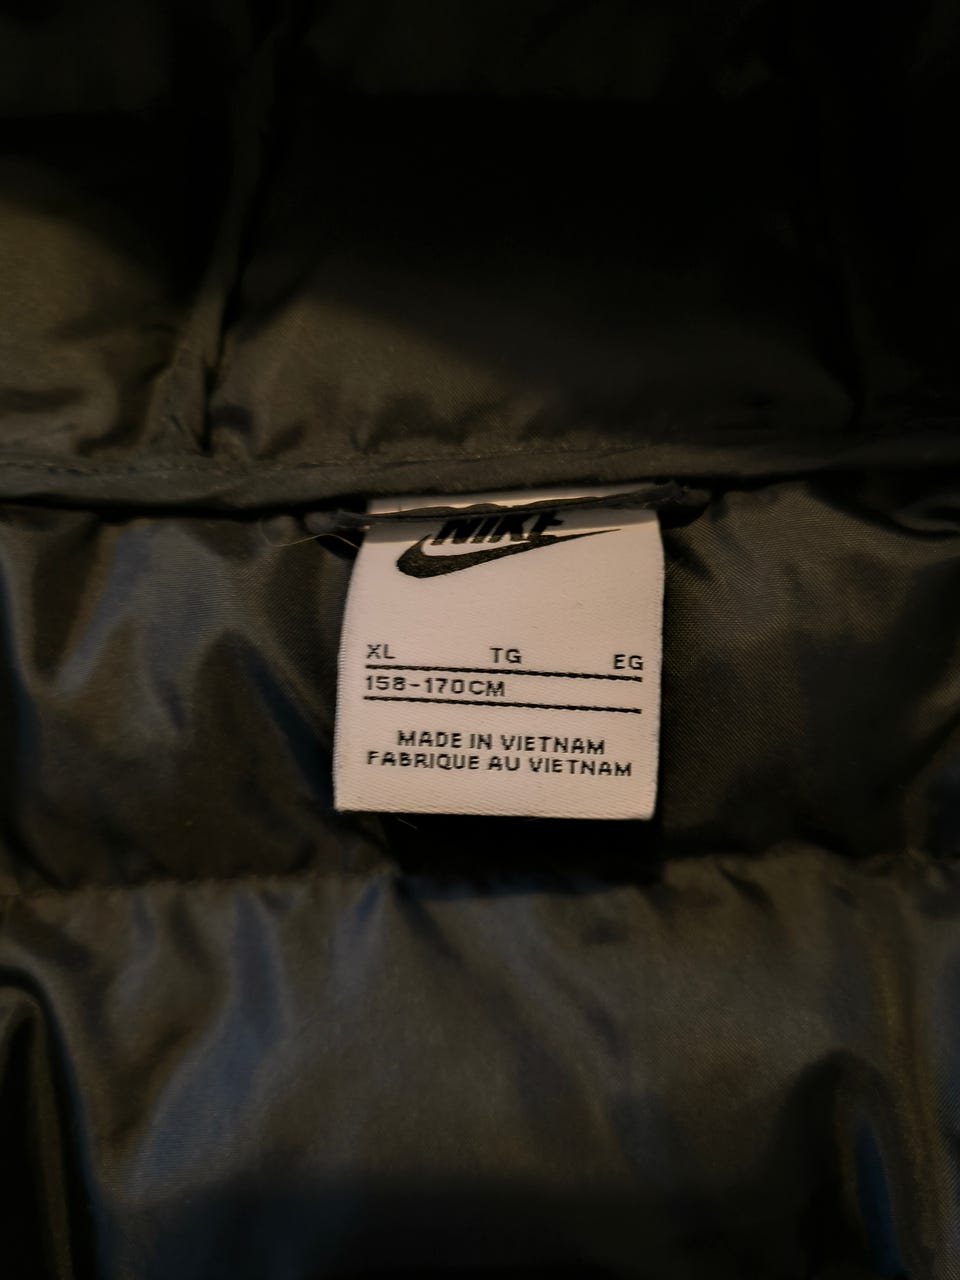 NIKE
XL TG EG
158-170CM
MADE IN VIETNAM
FABRIQUE AU VIETNAM